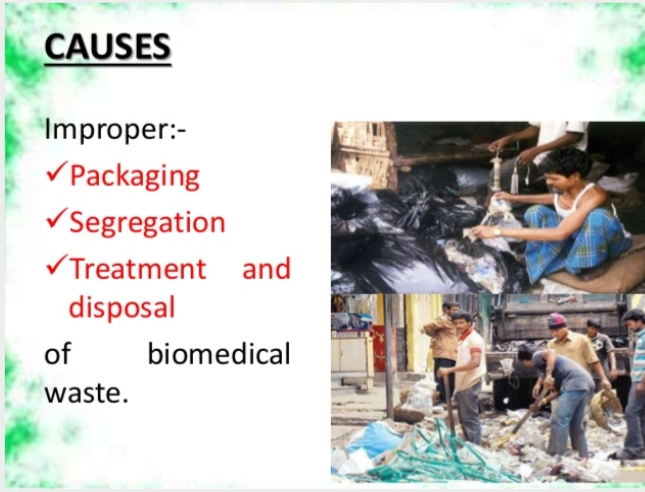 CAUSES
Improper:-
✓Packaging
✓Segregation
✓Treatment and
disposal
of biomedical
waste.